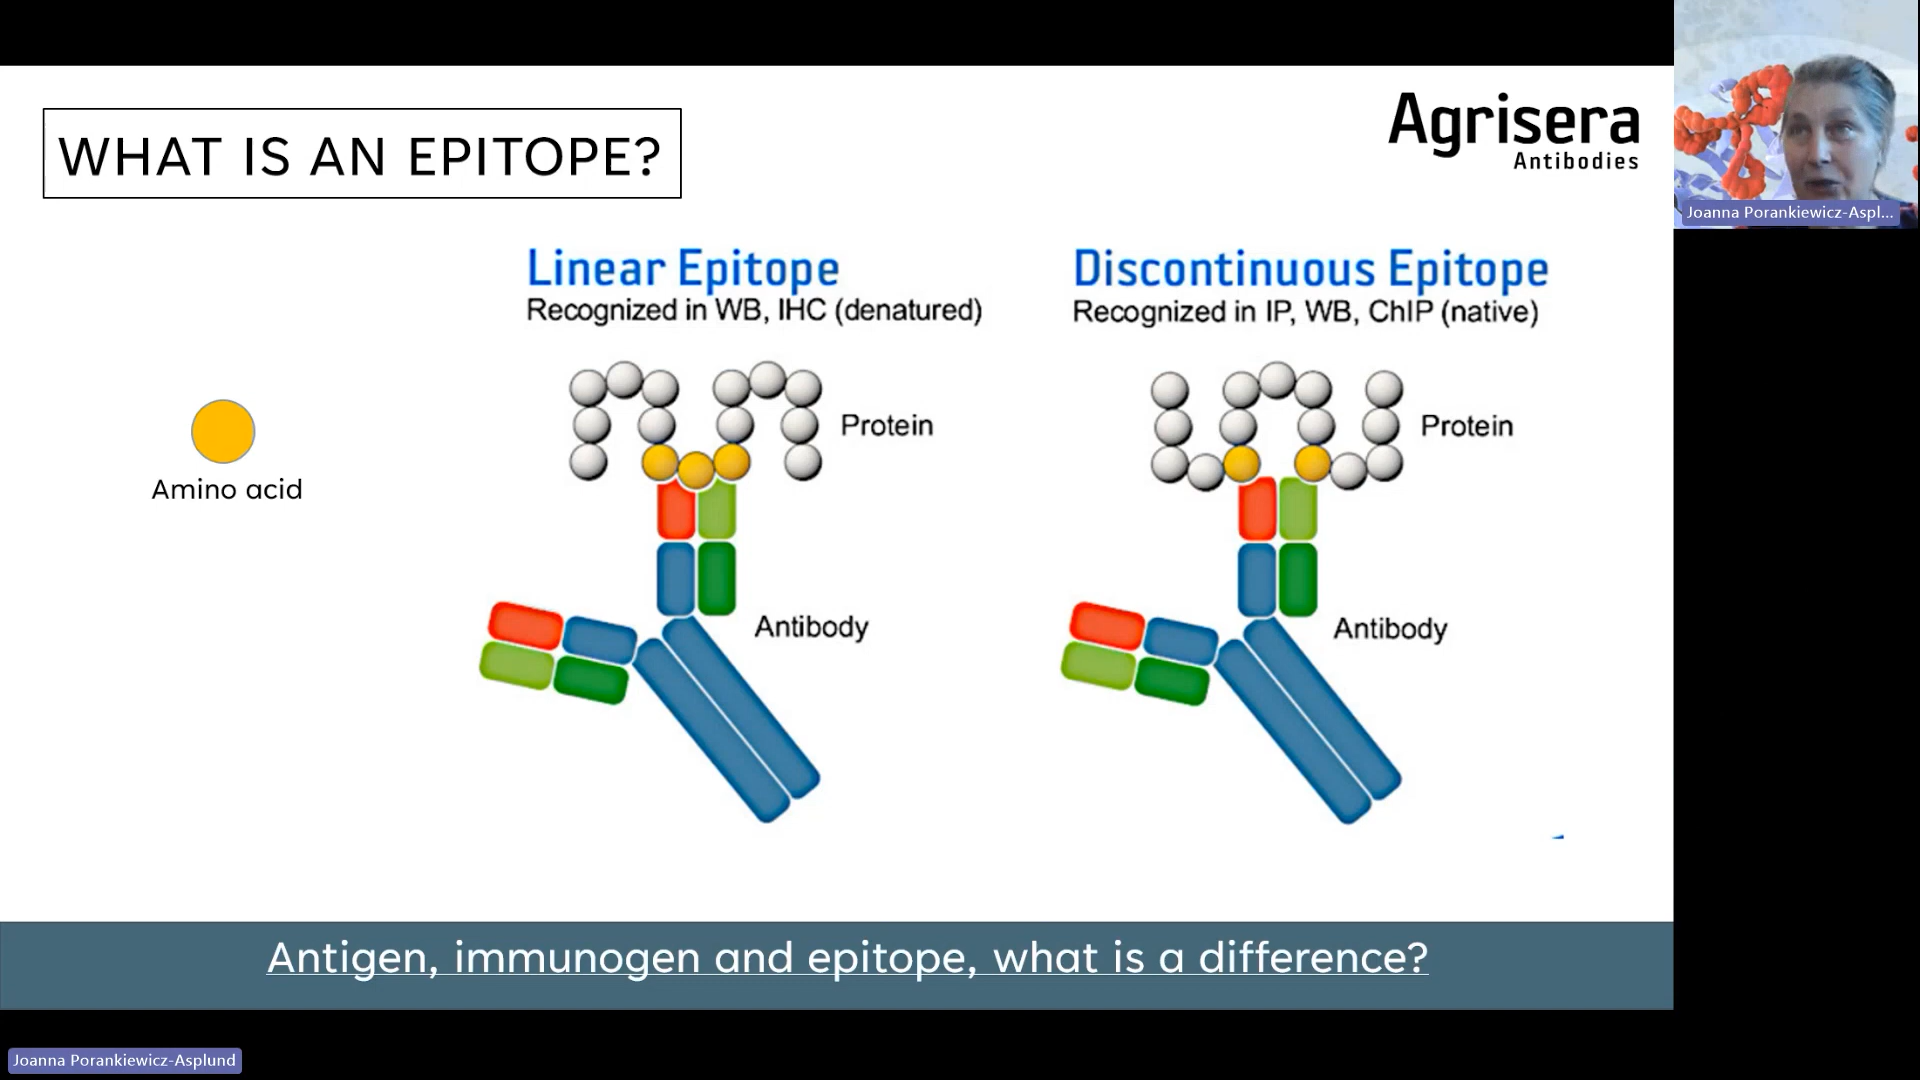 WHAT IS AN EPITOPE?
Agrisera
Antibodies
Joanna Porankiewicz-Aspl...
Linear Epitope
Recognized in WB, IHC (denatured)
Discontinuous Epitope
Recognized in IP, WB, ChIP (native)
Protein
Protein
Amino acid
Antibody
Antibody
Antigen, immunogen and epitope, what is a difference?
Joanna Porankiewicz-Asplund